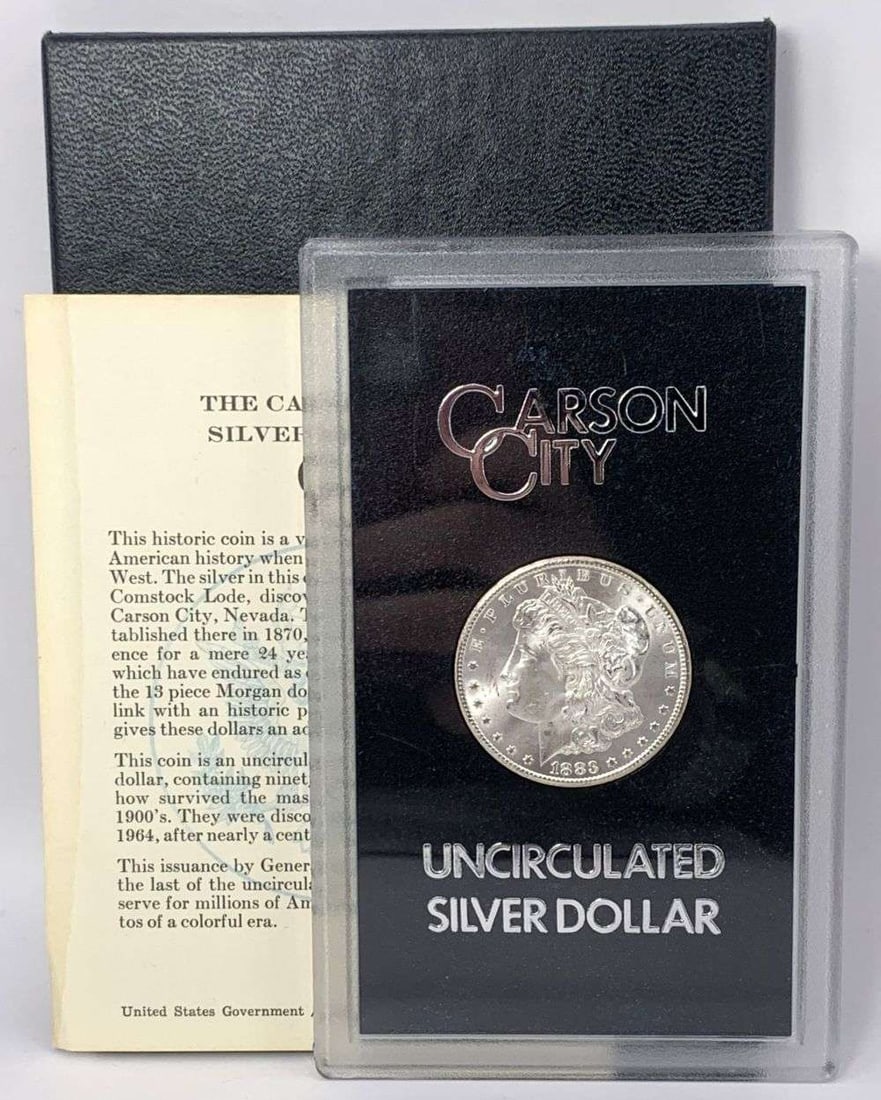 THE CA
SILVER
This historic coin is a v
American history when
West. The silver in this
Comstock Lode, discov
Carson City, Nevada. T
tablished there in 1870,
ence for a mere 24 yea
which have endured as
the 13 piece Morgan do
link with an historic p
gives these dollars an ad
This coin is an uncircul
dollar, containing ninet
how survived the mas
1900's. They were disco
1964, after nearly a cent
This issuance by Gener
the last of the uncircula
serve for millions of Am
tos of a colorful era.
United States Government
CARSON
CITY
E·PLURIBUS·UNUM
1883
UNCIRCULATED
SILVER DOLLAR